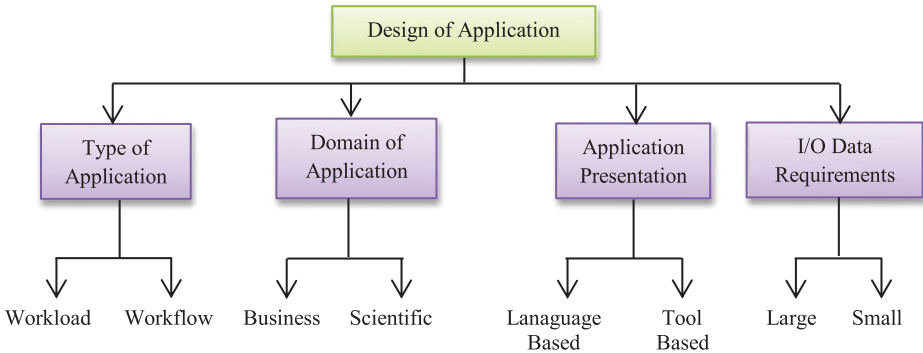 Design of Application
Type of
Application
Domain of
Application
Application
Presentation
I/O Data
Requirements
Workload
Workflow
Business
Scientific
Lanaguage
Based
Tool
Based
Large
Small